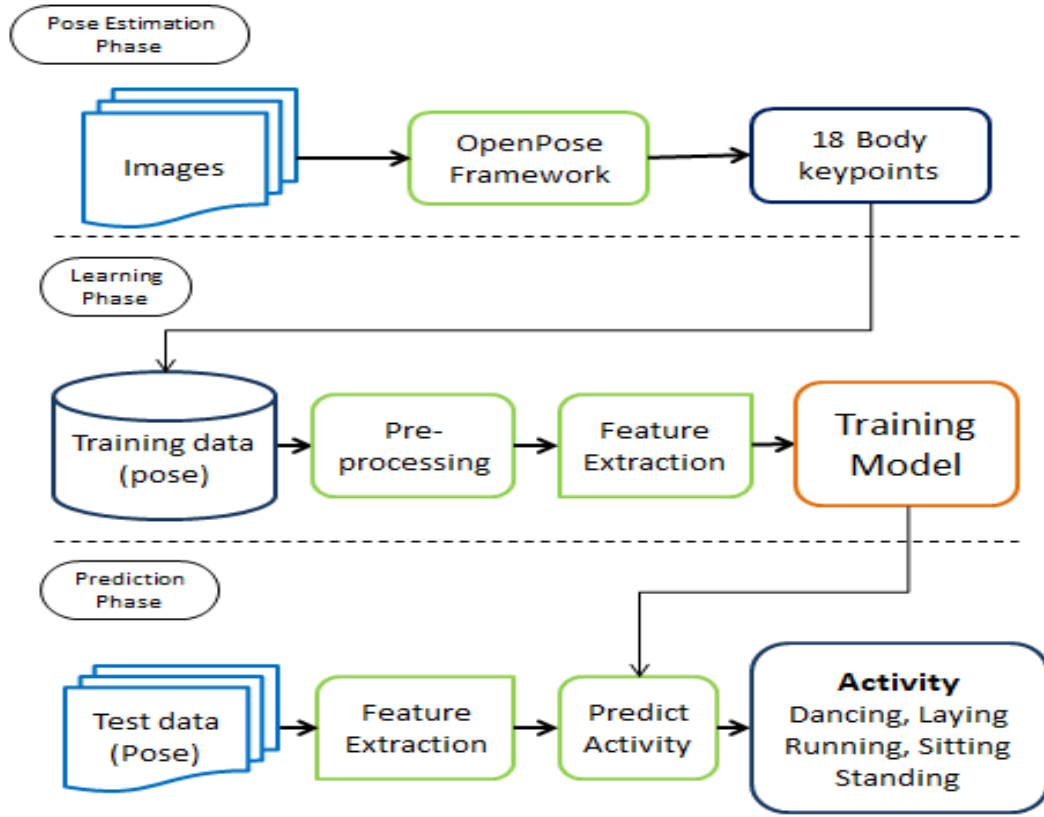 Pose Estimation
Phase
Images
OpenPose
Framework
18 Body
keypoints
Learning
Phase
Training data
(pose)
Pre-
processing
Feature
Extraction
Training
Model
Prediction
Phase
Test data
(Pose)
Feature
Extraction
Predict
Activity
Activity
Dancing, Laying
Running, Sitting
Standing